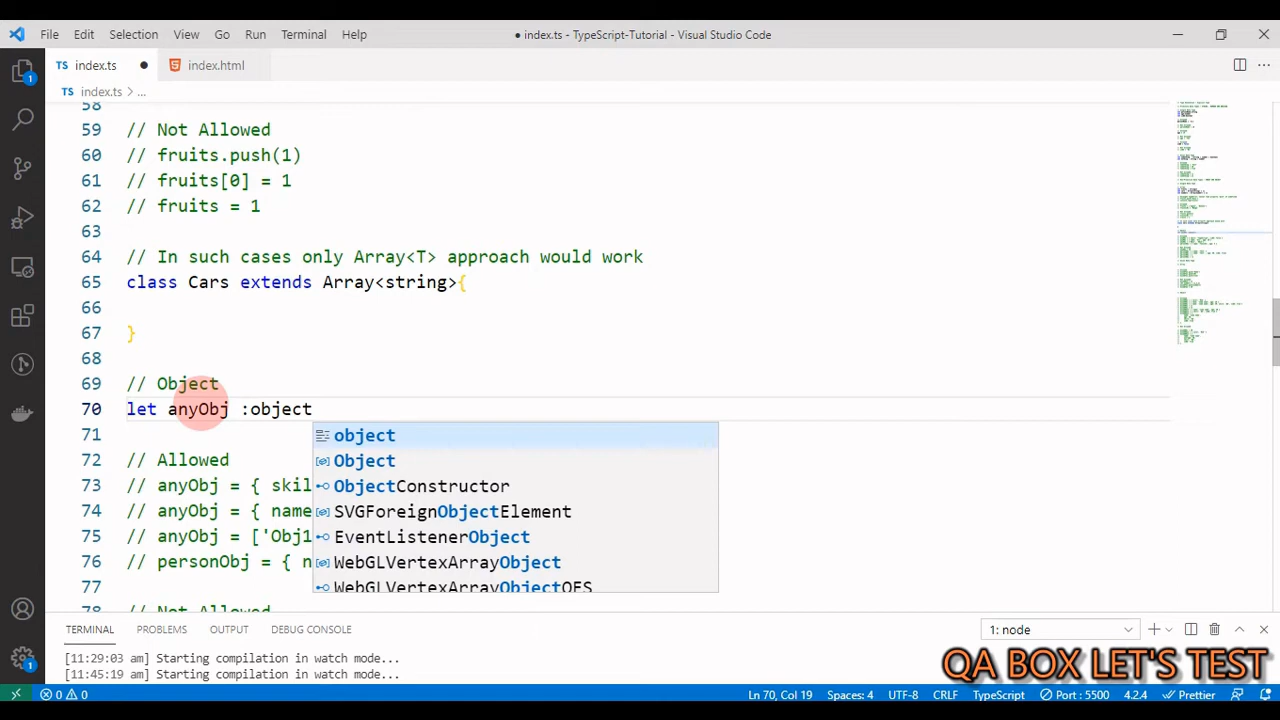 File Edit Selection View Go Run Terminal Help
● index.ts - TypeScript-Tutorial - Visual Studio Code
TS index.ts ● index.html
TS index.ts > ...
58
59 // Not Allowed
60 // fruits.push(1)
61 // fruits[0] = 1
62 // fruits = 1
63
64 // In such cases only Array<T> approach would work
65 class Cars extends Array<string>{
66
67 }
68
69 // Object
70 let anyObj :object
71 object
72 // Allowed Object
73 // anyObj = { skil ObjectConstructor
74 // anyObj = { name SVGForeignObjectElement
75 // anyObj = ['Obj1 EventListenerObject
76 // personObj = { n WebGLVertexArrayObject
77 WebGLVertexArrayObjectOES
78 // Not Allowed
TERMINAL PROBLEMS OUTPUT DEBUG CONSOLE 1: node
[11:29:03 am] Starting compilation in watch mode...
[11:45:19 am] Starting compilation in watch mode...
QA BOX LET'S TEST
0 0 Ln 70, Col 19 Spaces: 4 UTF-8 CRLF TypeScript Port : 5500 4.2.4 Prettier